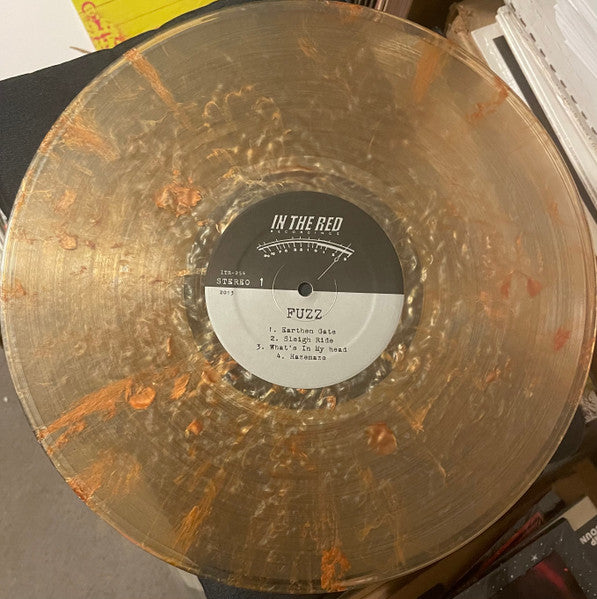 IN THE RED
RECORDINGS
ITR-254
STEREO 1
2013
FUZZ
1. Earthen Gate
2. Sleigh Ride
3. What's In My head
4. Hazemaze